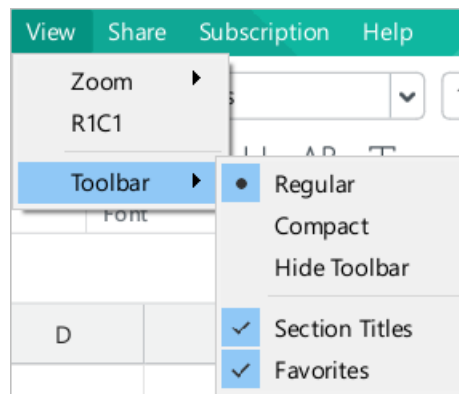 View Share Subscription Help
Zoom
R1C1
Toolbar
Regular
Compact
Hide Toolbar
Section Titles
Favorites
Font
D